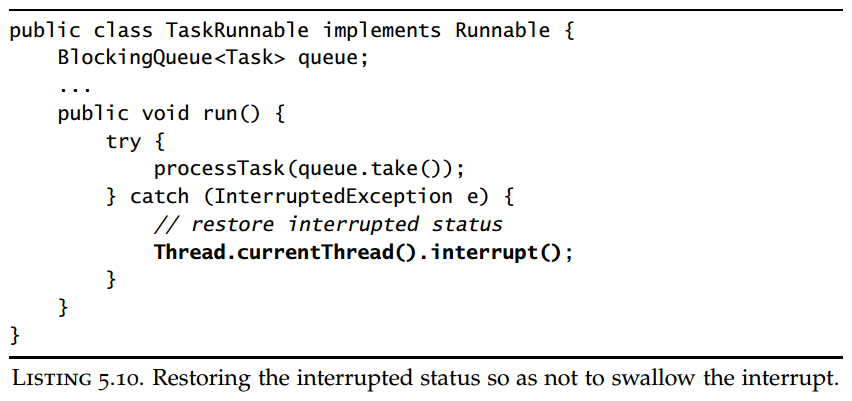 public class TaskRunnable implements Runnable {
    BlockingQueue<Task> queue;
    ...
    public void run() {
        try {
            processTask(queue.take());
        } catch (InterruptedException e) {
            // restore interrupted status
            Thread.currentThread().interrupt();
        }
    }
}
LISTING 5.10. Restoring the interrupted status so as not to swallow the interrupt.